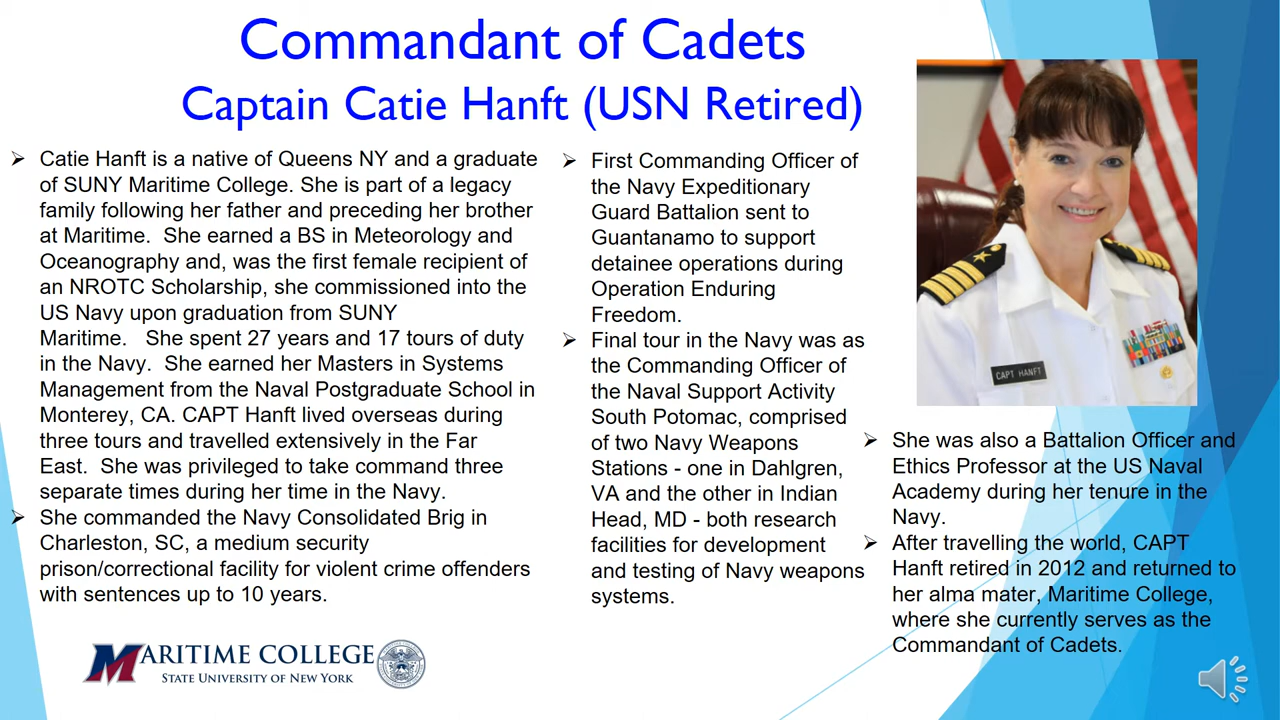 Commandant of Cadets
Captain Catie Hanft (USN Retired)
➢ Catie Hanft is a native of Queens NY and a graduate
of SUNY Maritime College. She is part of a legacy
family following her father and preceding her brother
at Maritime. She earned a BS in Meteorology and
Oceanography and, was the first female recipient of
an NROTC Scholarship, she commissioned into the
US Navy upon graduation from SUNY
Maritime. She spent 27 years and 17 tours of duty
in the Navy. She earned her Masters in Systems
Management from the Naval Postgraduate School in
Monterey, CA. CAPT Hanft lived overseas during
three tours and travelled extensively in the Far
East. She was privileged to take command three
separate times during her time in the Navy.
➢ She commanded the Navy Consolidated Brig in
Charleston, SC, a medium security
prison/correctional facility for violent crime offenders
with sentences up to 10 years.
➢ First Commanding Officer of
the Navy Expeditionary
Guard Battalion sent to
Guantanamo to support
detainee operations during
Operation Enduring
Freedom.
➢ Final tour in the Navy was as
the Commanding Officer of
the Naval Support Activity
South Potomac, comprised
of two Navy Weapons
Stations - one in Dahlgren,
VA and the other in Indian
Head, MD - both research
facilities for development
and testing of Navy weapons
systems.
CAPT HANFT
➢ She was also a Battalion Officer and
Ethics Professor at the US Naval
Academy during her tenure in the
Navy.
➢ After travelling the world, CAPT
Hanft retired in 2012 and returned to
her alma mater, Maritime College,
where she currently serves as the
Commandant of Cadets.
MARITIME COLLEGE
STATE UNIVERSITY OF NEW YORK